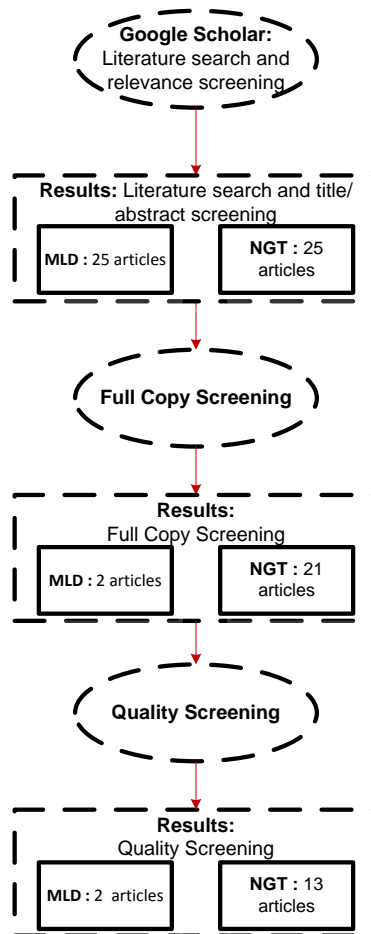 Google Scholar:
Literature search and
relevance screening
Results: Literature search and title/
abstract screening
MLD : 25 articles
NGT : 25
articles
Full Copy Screening
Results:
Full Copy Screening
MLD : 2 articles
NGT : 21
articles
Quality Screening
Results:
Quality Screening
MLD : 2 articles
NGT : 13
articles